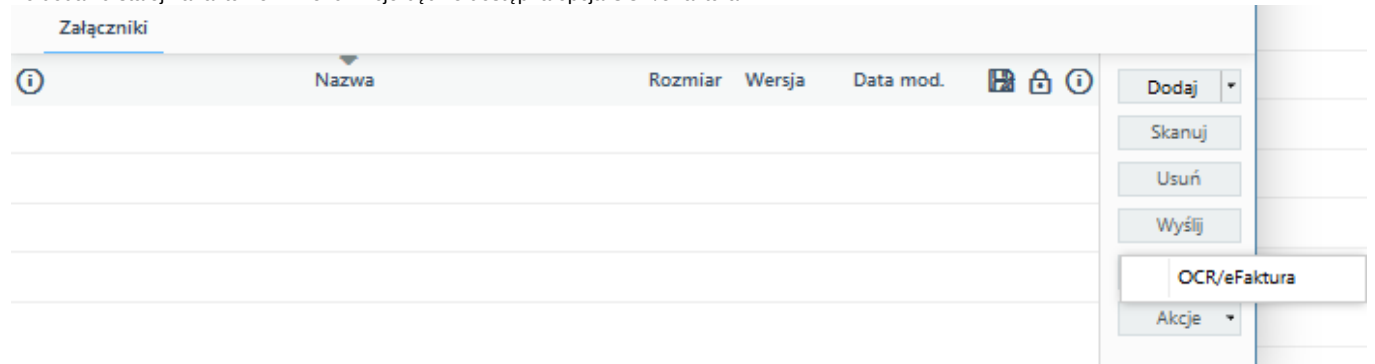 Załączniki
Nazwa Rozmiar Wersja Data mod.
Dodaj
Skanuj
Usuń
Wyślij
OCR/eFaktura
Akcje